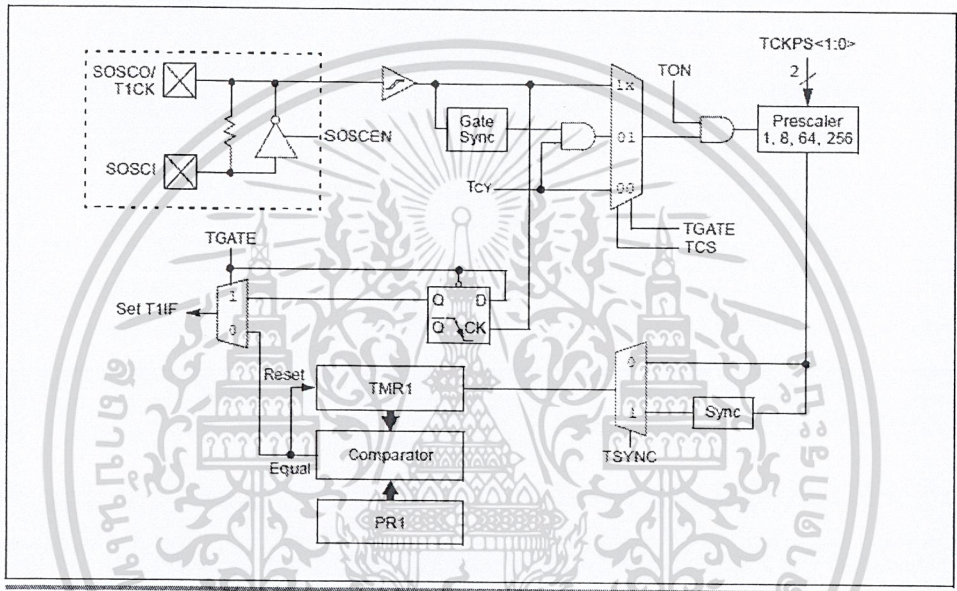 TCKPS<1:0>
SOSCO/
T1CK
TON
2
1x
Gate
Sync
Prescaler
1, 8, 64, 256
SOSCEN
01
SOSCI
TCY
00
TGATE
TCS
TGATE
1
Q
D
Set T1IF
Q
CK
0
0
Reset
TMR1
1
Sync
Equal
Comparator
TSYNC
PR1